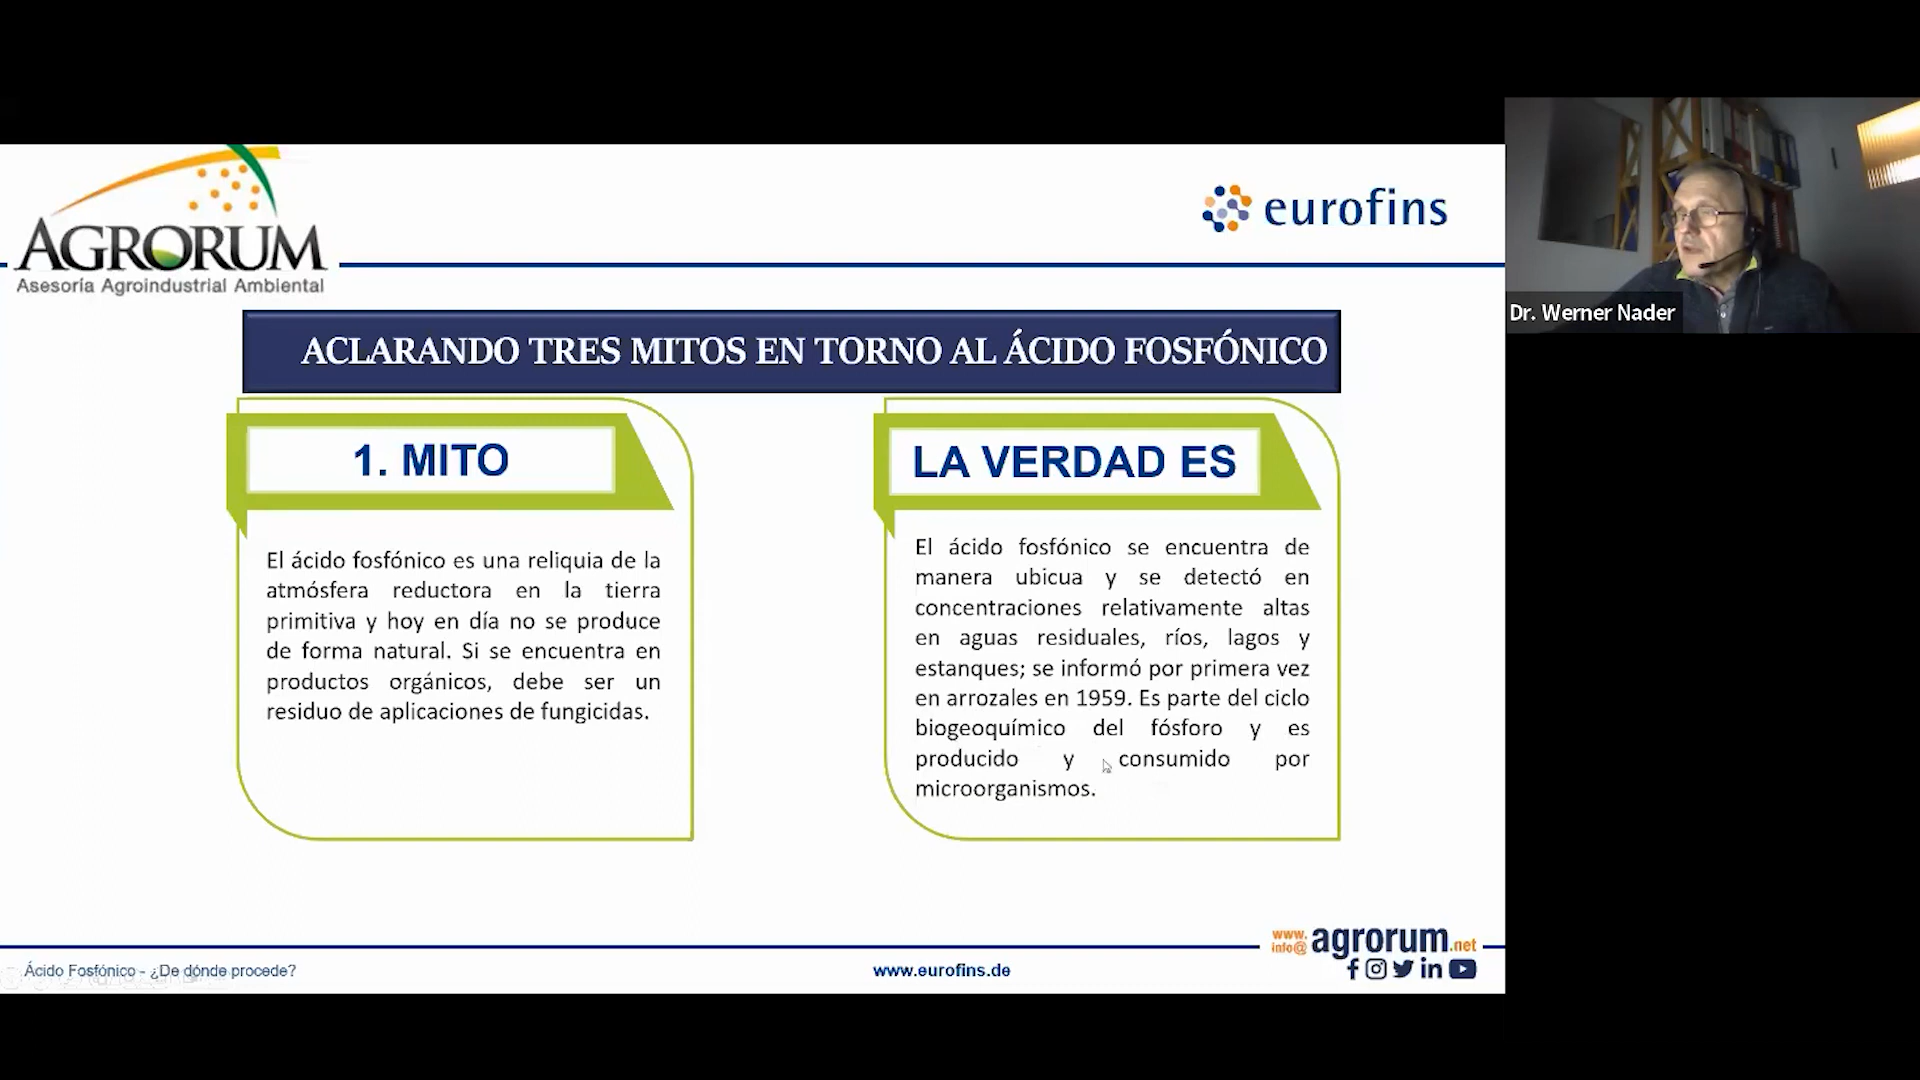 AGRORUM
Asesoría Agroindustrial Ambiental
eurofins
Dr. Werner Nader
ACLARANDO TRES MITOS EN TORNO AL ÁCIDO FOSFÓNICO
1. MITO
El ácido fosfónico es una reliquia de la
atmósfera reductora en la tierra
primitiva y hoy en día no se produce
de forma natural. Si se encuentra en
productos orgánicos, debe ser un
residuo de aplicaciones de fungicidas.
LA VERDAD ES
El ácido fosfónico se encuentra de
manera ubicua y se detectó en
concentraciones relativamente altas
en aguas residuales, ríos, lagos y
estanques; se informó por primera vez
en arrozales en 1959. Es parte del ciclo
biogeoquímico del fósforo y es
producido y consumido por
microorganismos.
Ácido Fosfónico - ¿De dónde procede?
www.eurofins.de
www.
info@
agrorum.net